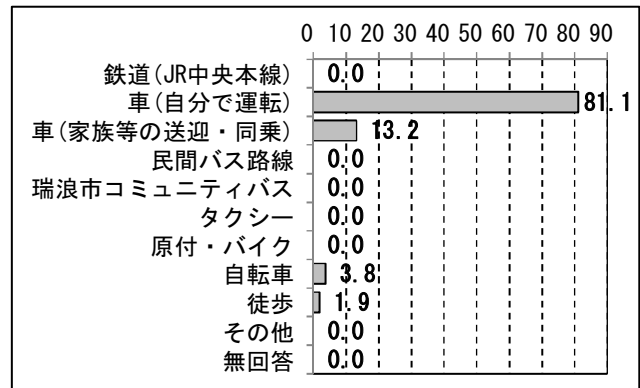 0 10 20 30 40 50 60 70 80 90
鉄道(JR中央本線) 0.0
車(自分で運転) 81.1
車(家族等の送迎・同乗) 13.2
民間バス路線 0.0
瑞浪市コミュニティバス 0.0
タクシー 0.0
原付・バイク 0.0
自転車 3.8
徒歩 1.9
その他 0.0
無回答 0.0